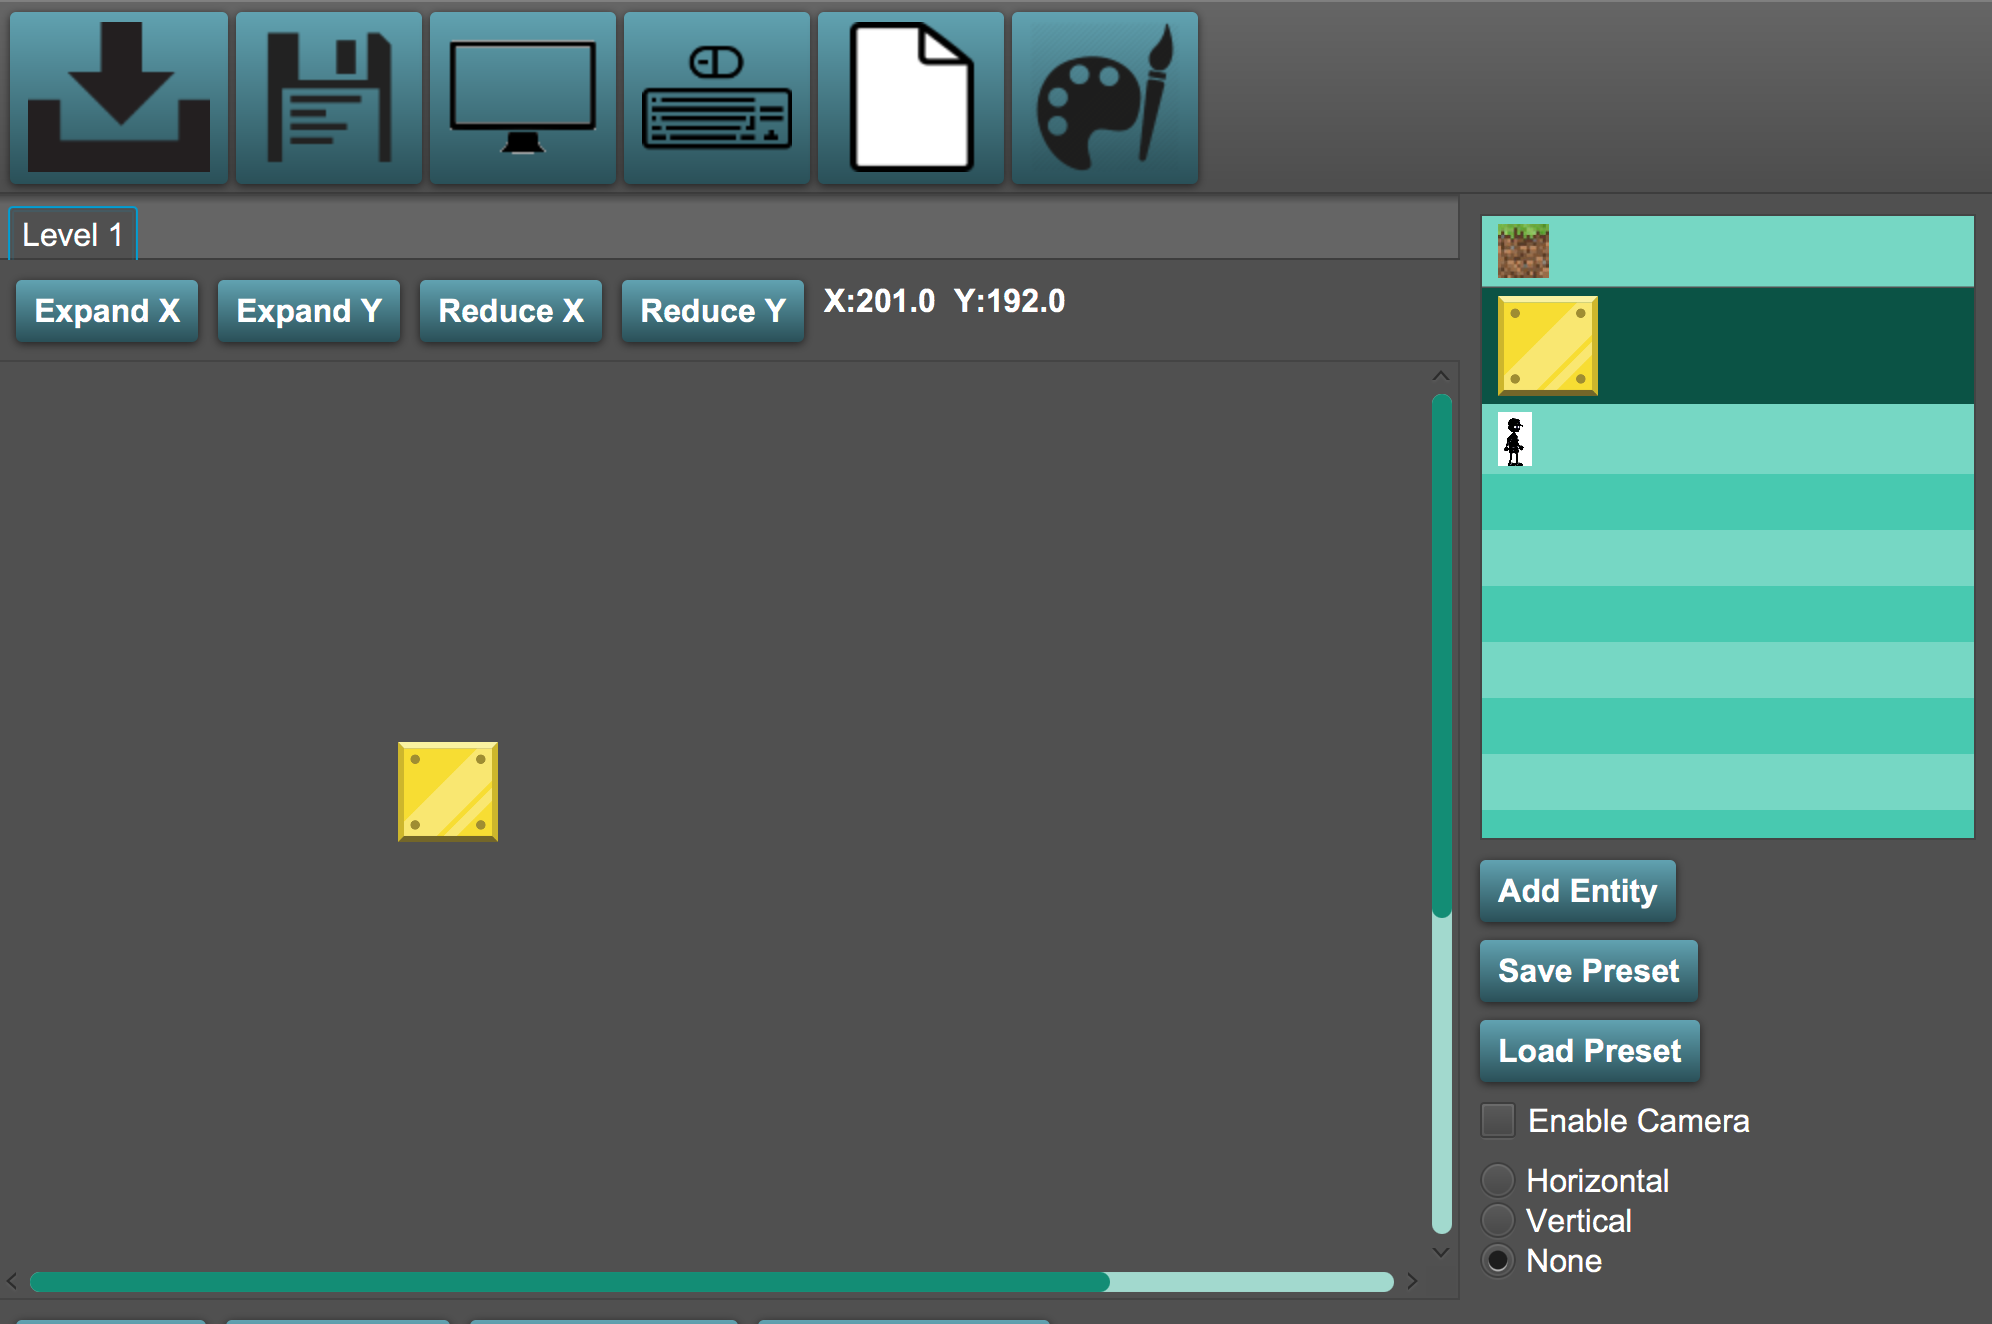 Level 1
Expand X
Expand Y
Reduce X
Reduce Y
X:201.0 Y:192.0
Add Entity
Save Preset
Load Preset
Enable Camera
Horizontal
Vertical
None